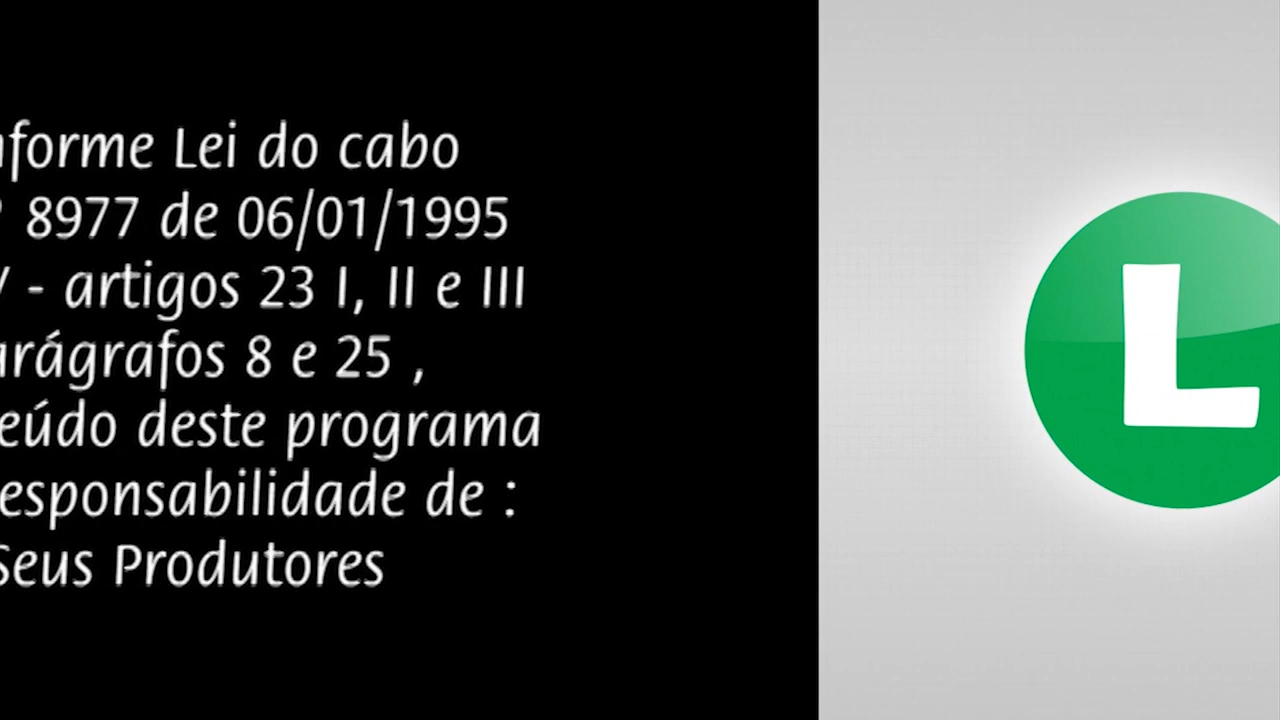 nforme Lei do cabo
° 8977 de 06/01/1995
V - artigos 23 I, II e III
arágrafos 8 e 25 ,
eúdo deste programa
esponsabilidade de :
Seus Produtores
L